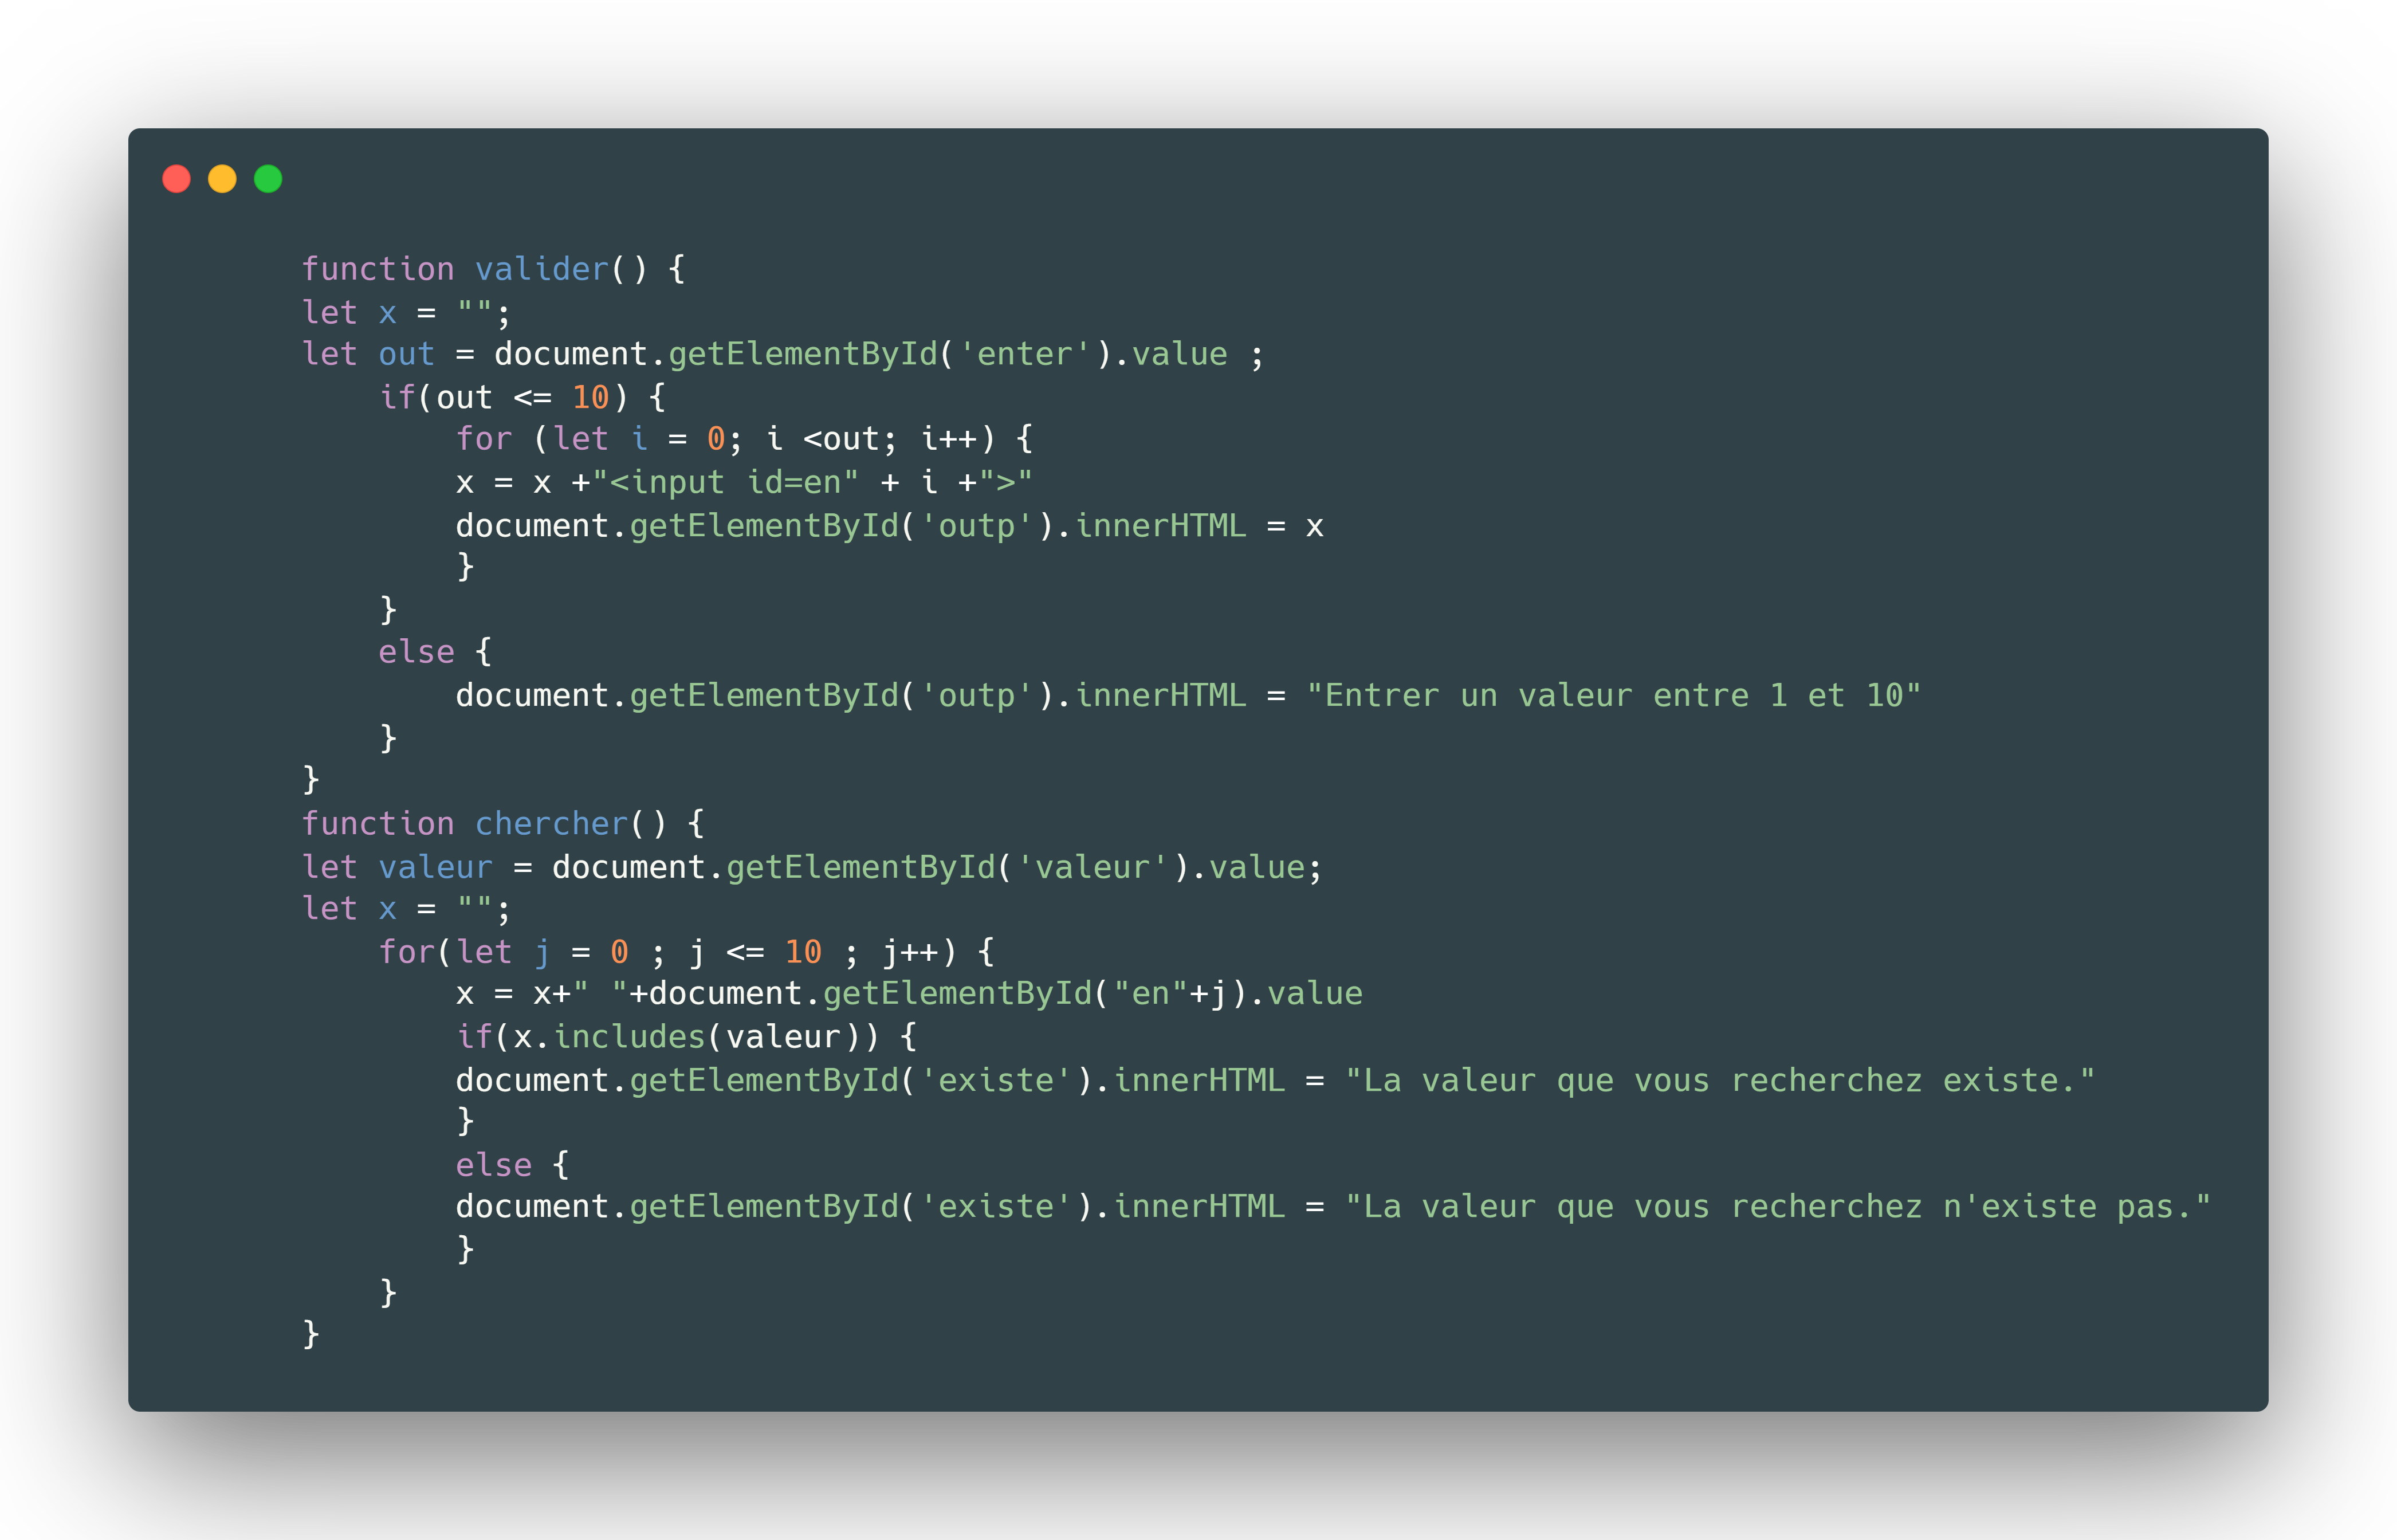 function valider() {
let x = "";
let out = document.getElementById('enter').value ;
    if(out <= 10) {
        for (let i = 0; i <out; i++) {
        x = x +"<input id=en" + i +">"
        document.getElementById('outp').innerHTML = x
        }
    }
    else {
        document.getElementById('outp').innerHTML = "Entrer un valeur entre 1 et 10"
    }
}
function chercher() {
let valeur = document.getElementById('valeur').value;
let x = "";
    for(let j = 0 ; j <= 10 ; j++) {
        x = x+" "+document.getElementById("en"+j).value
        if(x.includes(valeur)) {
        document.getElementById('existe').innerHTML = "La valeur que vous recherchez existe."
        }
        else {
        document.getElementById('existe').innerHTML = "La valeur que vous recherchez n'existe pas."
        }
    }
}